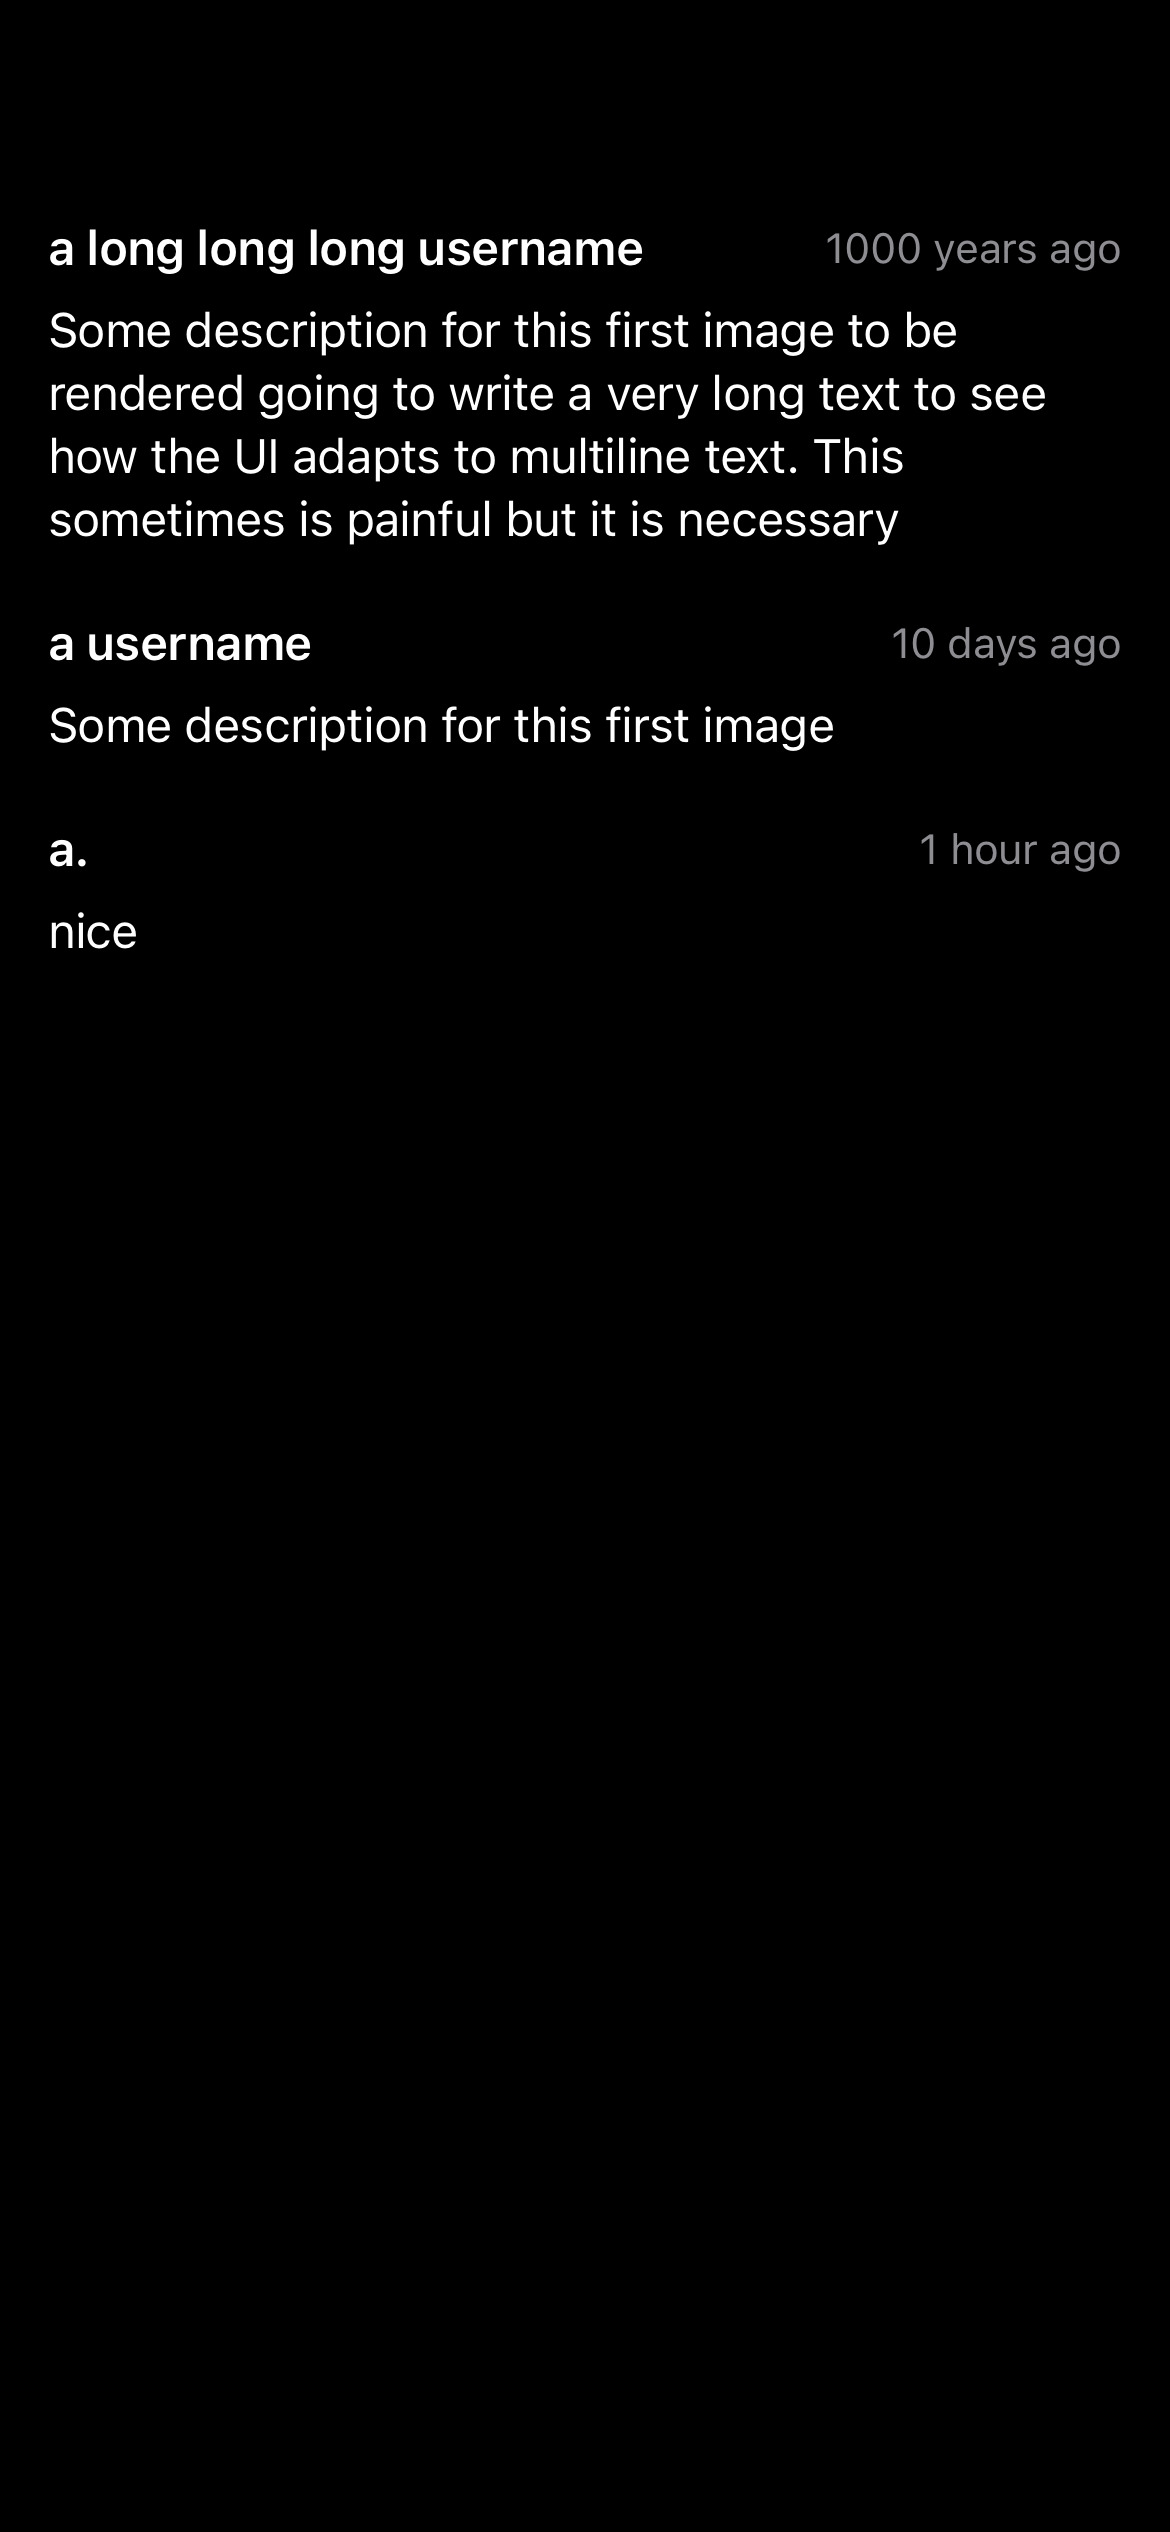 a long long long username 1000 years ago
Some description for this first image to be
rendered going to write a very long text to see
how the UI adapts to multiline text. This
sometimes is painful but it is necessary
a username 10 days ago
Some description for this first image
a. 1 hour ago
nice